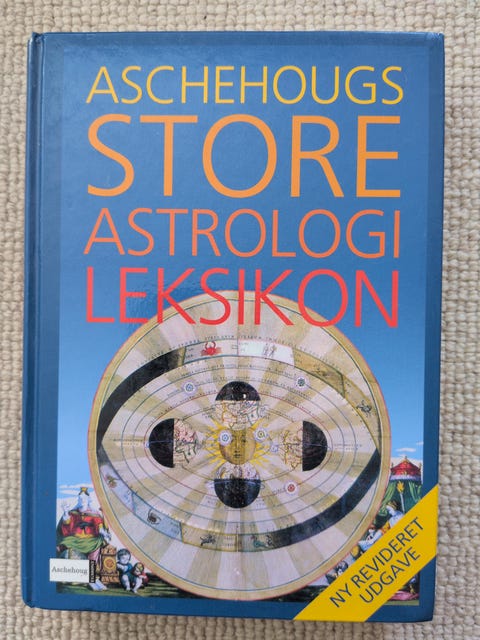 ASCHEHOUGS
STORE
ASTROLOGI
LEKSIKON
NY REVIDERET
UDGAVE
Aschehoug